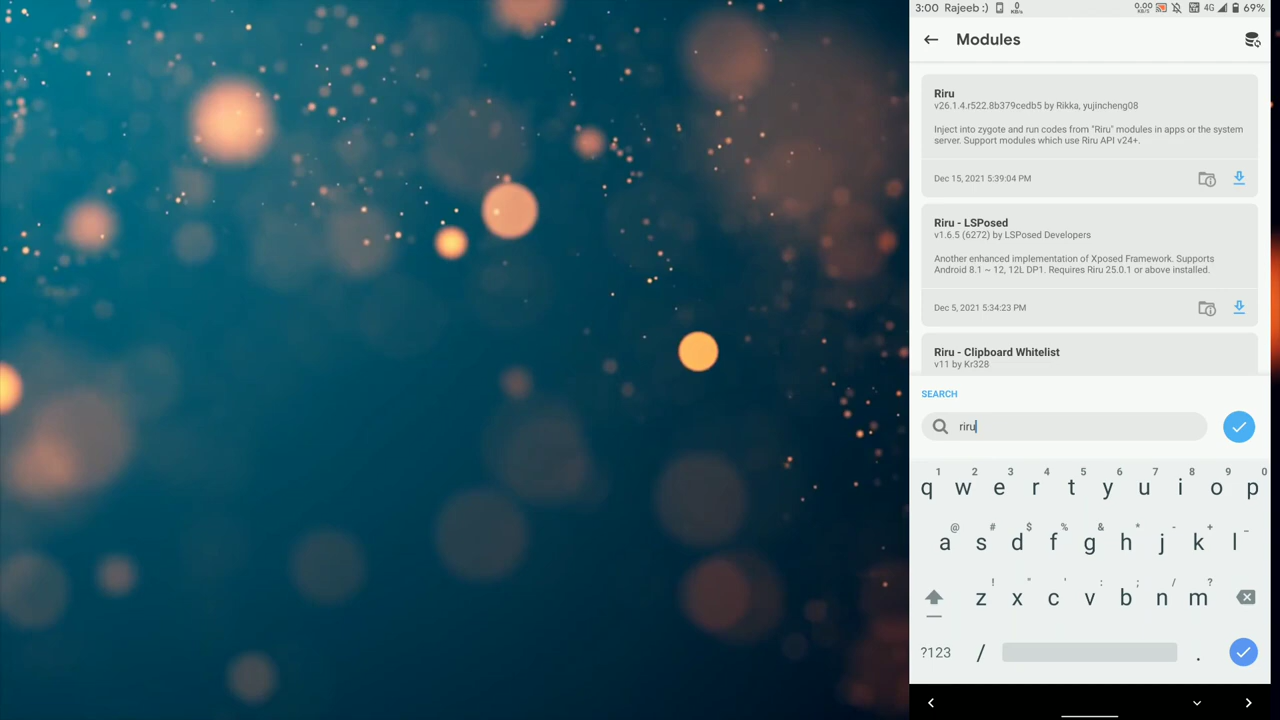 3:00 Rajeeb :) 0 KB/s 0.00 KB/S 4G 69%
Modules
Riru
v26.1.4.r522.8b379cedb5 by Rikka, yujincheng08
Inject into zygote and run codes from "Riru" modules in apps or the system
server. Support modules which use Riru API v24+.
Dec 15, 2021 5:39:04 PM
Riru - LSPosed
v1.6.5 (6272) by LSPosed Developers
Another enhanced implementation of Xposed Framework. Supports
Android 8.1 ~ 12, 12L DP1. Requires Riru 25.0.1 or above installed.
Dec 5, 2021 5:34:23 PM
Riru - Clipboard Whitelist
v11 by Kr328
SEARCH
riru
1 2 3 4 5 6 7 8 9 0
q w e r t y u i o p
@ # $ % & * - + _
a s d f g h j k l
! " ' : ; / ?
z x c v b n m
?123 / .